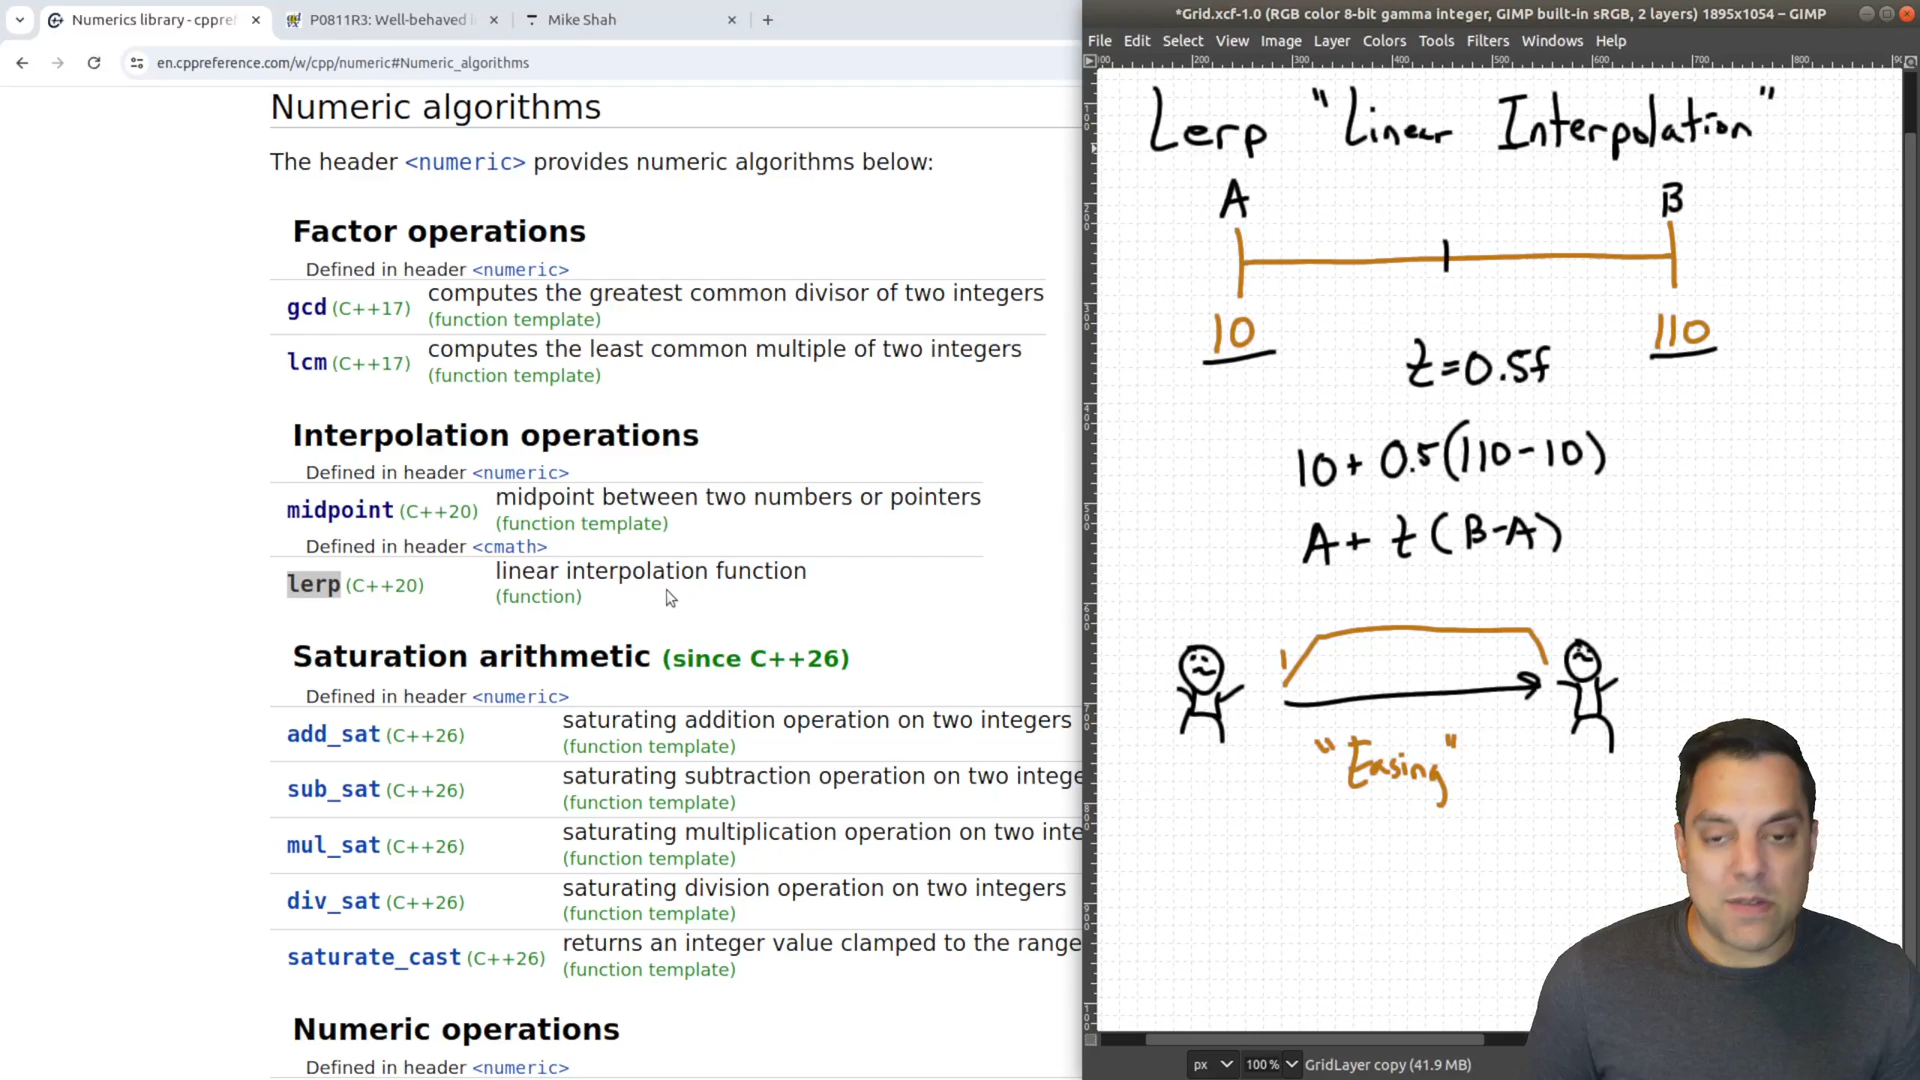 Numerics library - cppref
P0811R3: Well-behaved i
Mike Shah
en.cppreference.com/w/cpp/numeric#Numeric_algorithms
Numeric algorithms
The header <numeric> provides numeric algorithms below:
Factor operations
Defined in header <numeric>
gcd (C++17) computes the greatest common divisor of two integers
(function template)
lcm (C++17) computes the least common multiple of two integers
(function template)
Interpolation operations
Defined in header <numeric>
midpoint (C++20) midpoint between two numbers or pointers
(function template)
Defined in header <cmath>
lerp (C++20) linear interpolation function
(function)
Saturation arithmetic (since C++26)
Defined in header <numeric>
add_sat (C++26) saturating addition operation on two integers
(function template)
sub_sat (C++26) saturating subtraction operation on two intege
(function template)
mul_sat (C++26) saturating multiplication operation on two inte
(function template)
div_sat (C++26) saturating division operation on two integers
(function template)
saturate_cast (C++26) returns an integer value clamped to the range
(function template)
Numeric operations
Defined in header <numeric>
*Grid.xcf-1.0 (RGB color 8-bit gamma integer, GIMP built-in sRGB, 2 layers) 1895x1054 – GIMP
File Edit Select View Image Layer Colors Tools Filters Windows Help
200 300 400 500 600 700 800
Lerp "Linear Interpolation"
A B
10 110
t=0.5f
10+ 0.5(110-10)
A+ t(B-A)
"Easing"
px 100% GridLayer copy (41.9 MB)